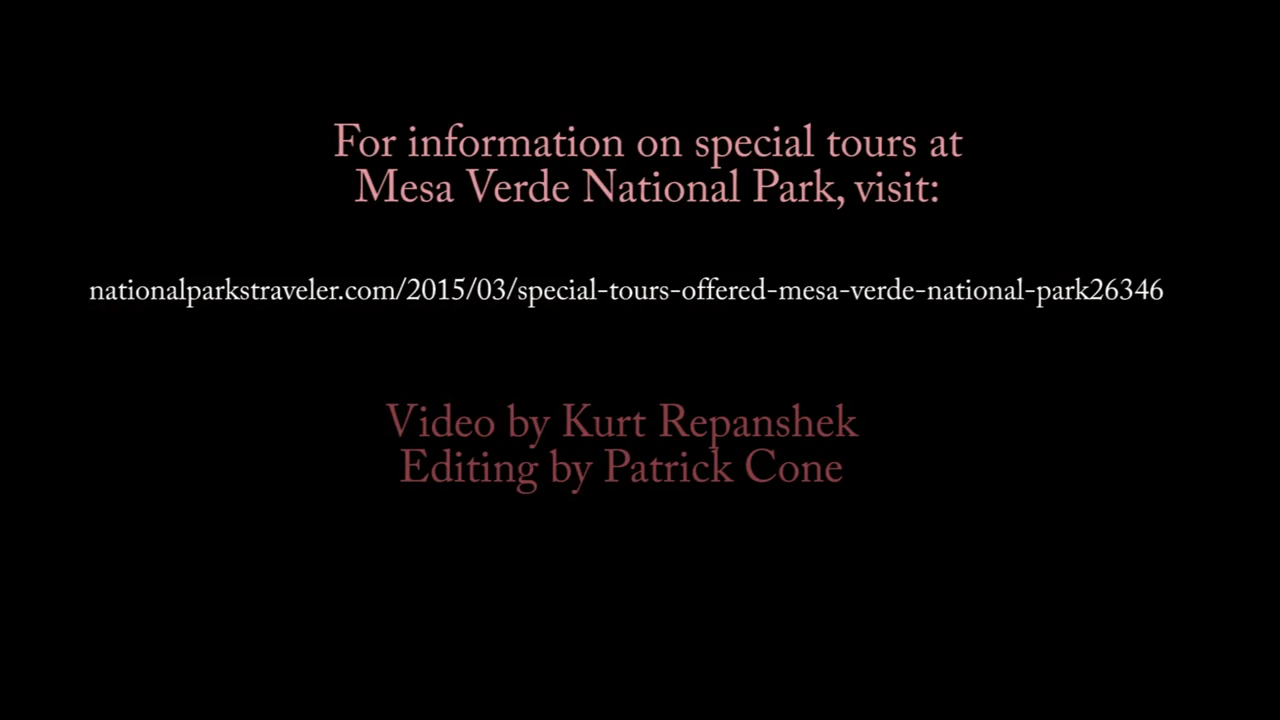 For information on special tours at
Mesa Verde National Park, visit:
nationalparkstraveler.com/2015/03/special-tours-offered-mesa-verde-national-park26346
Video by Kurt Repanshek
Editing by Patrick Cone